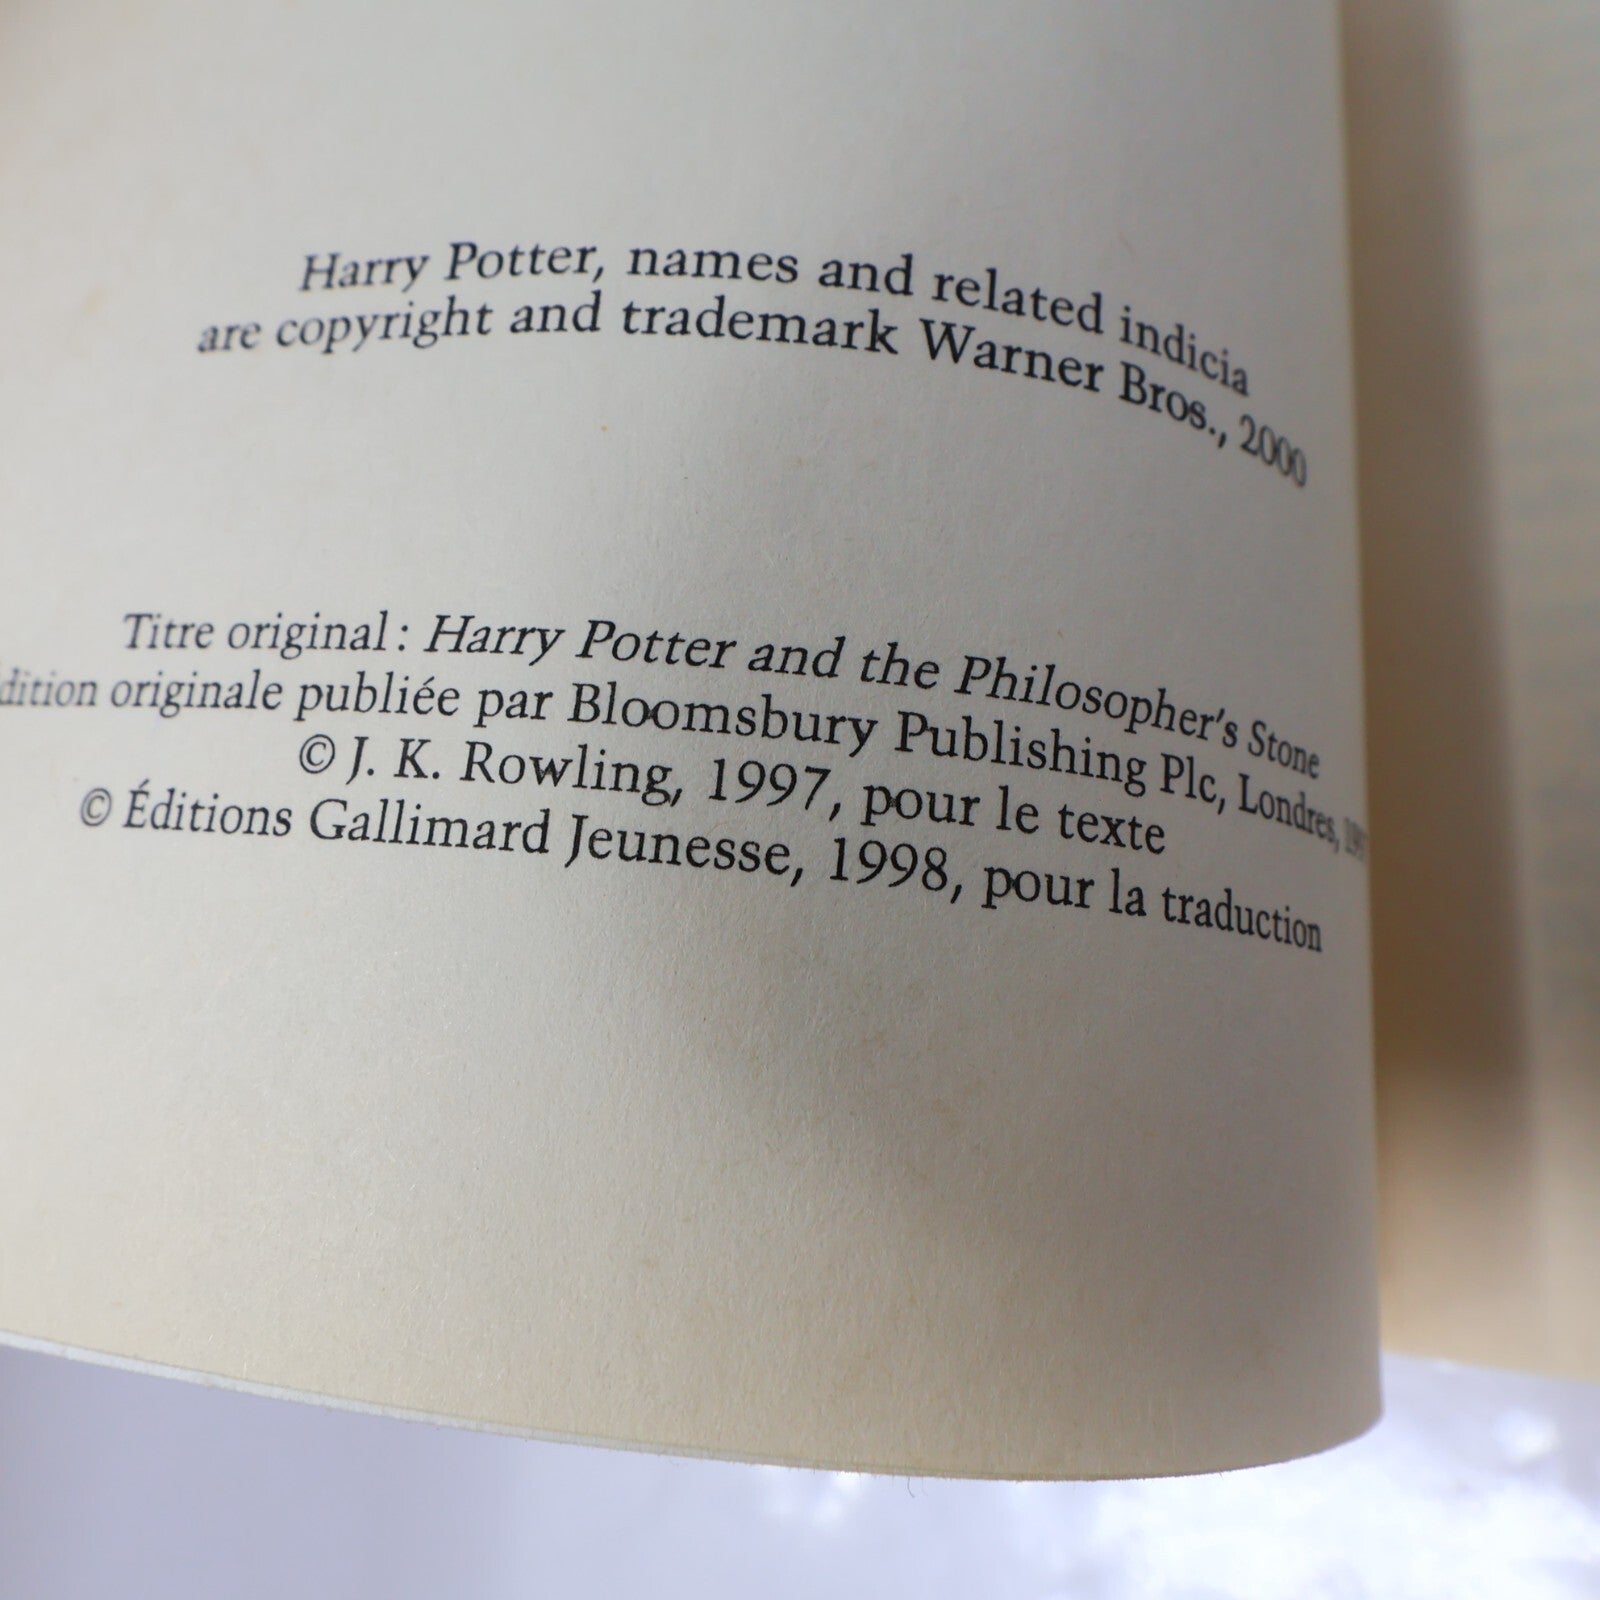 Harry Potter, names and related indicia
are copyright and trademark Warner Bros., 2000
Titre original : Harry Potter and the Philosopher's Stone
dition originale publiée par Bloomsbury Publishing Plc, Londres,
© J. K. Rowling, 1997, pour le texte
© Éditions Gallimard Jeunesse, 1998, pour la traduction